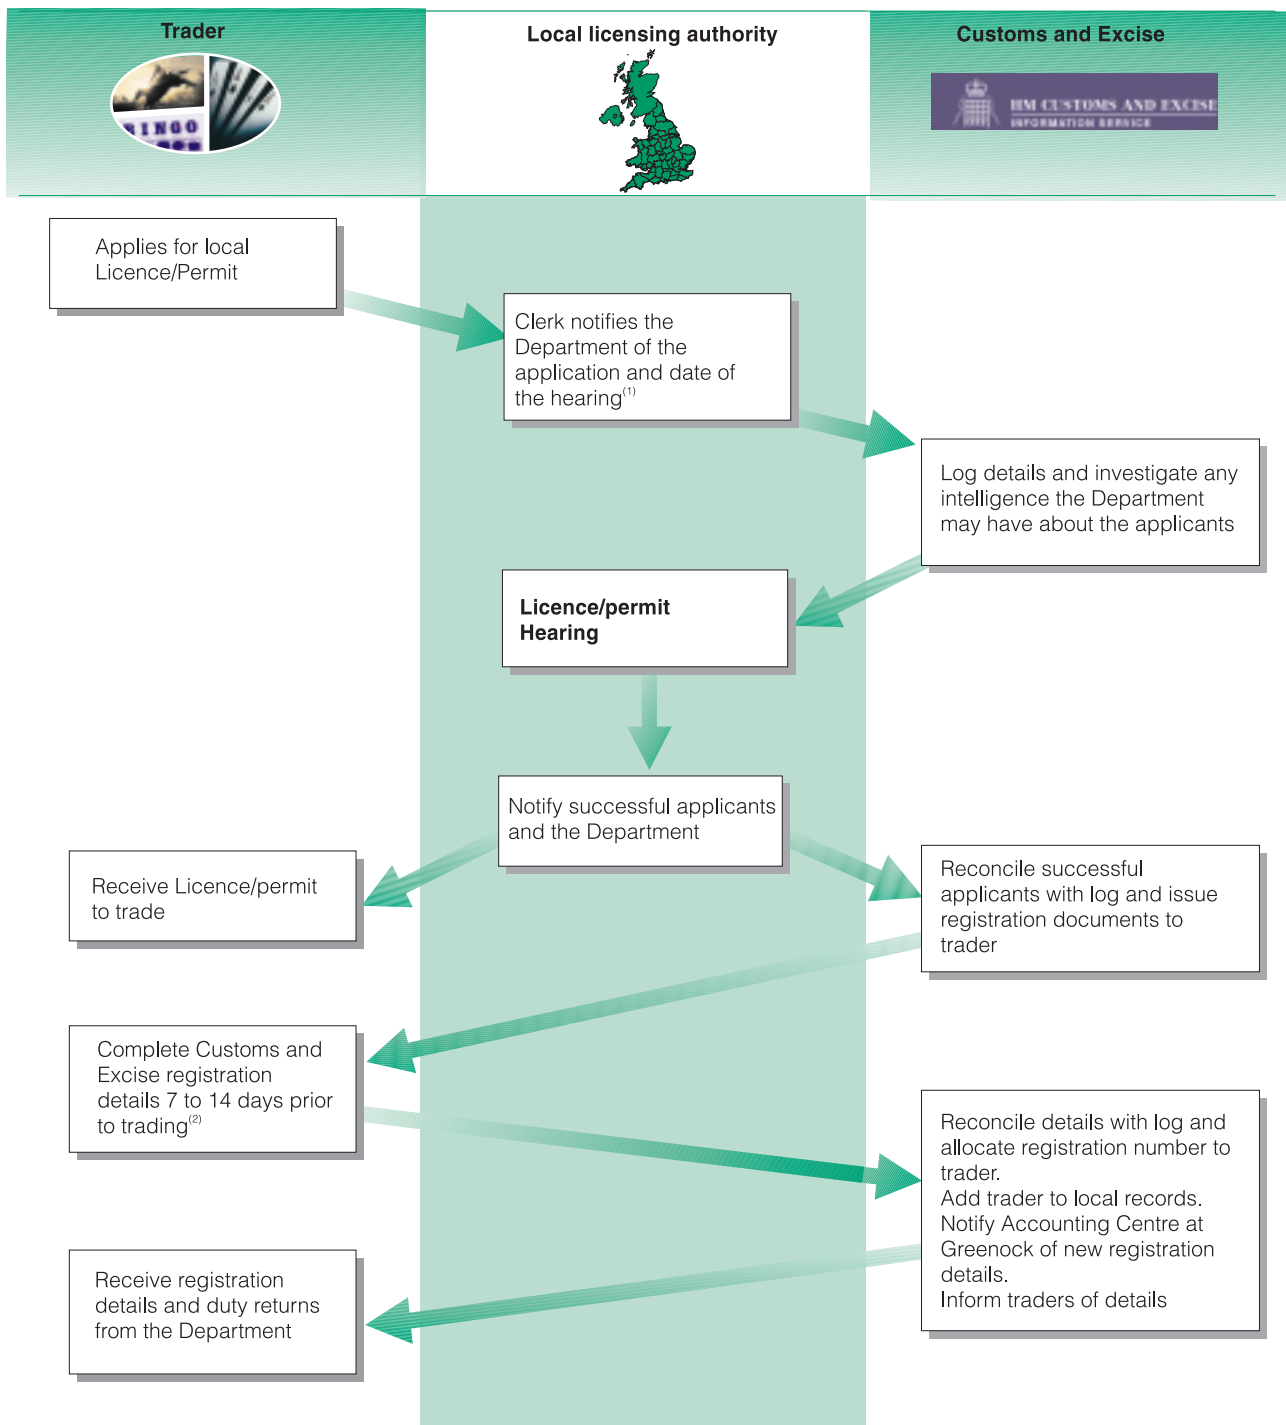 Trader
Local licensing authority
Customs and Excise
BINGO
HM CUSTOMS AND EXCISE
INFORMATION SERVICE
Applies for local
Licence/Permit
Clerk notifies the
Department of the
application and date of
the hearing(1)
Log details and investigate any
intelligence the Department
may have about the applicants
Licence/permit
Hearing
Notify successful applicants
and the Department
Receive Licence/permit
to trade
Reconcile successful
applicants with log and issue
registration documents to
trader
Complete Customs and
Excise registration
details 7 to 14 days prior
to trading(2)
Reconcile details with log and
allocate registration number to
trader.
Add trader to local records.
Notify Accounting Centre at
Greenock of new registration
details.
Inform traders of details
Receive registration
details and duty returns
from the Department